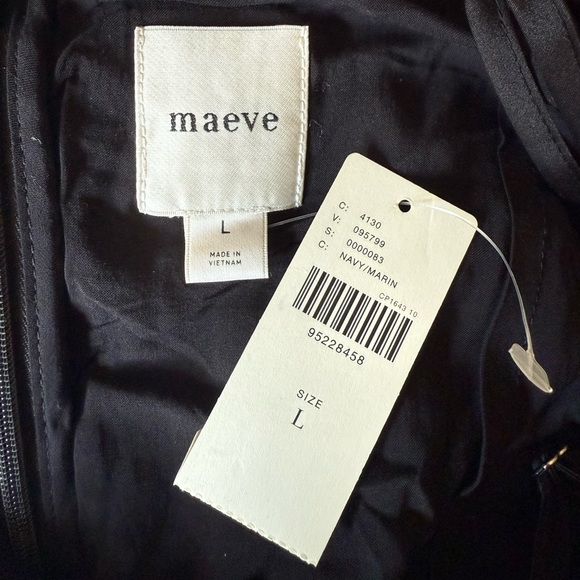 maeve
L
MADE IN
VIETNAM
C: 4130
V: 095799
S: 0000083
C: NAVY/MARIN
CP1643 10
95228458
SIZE
L